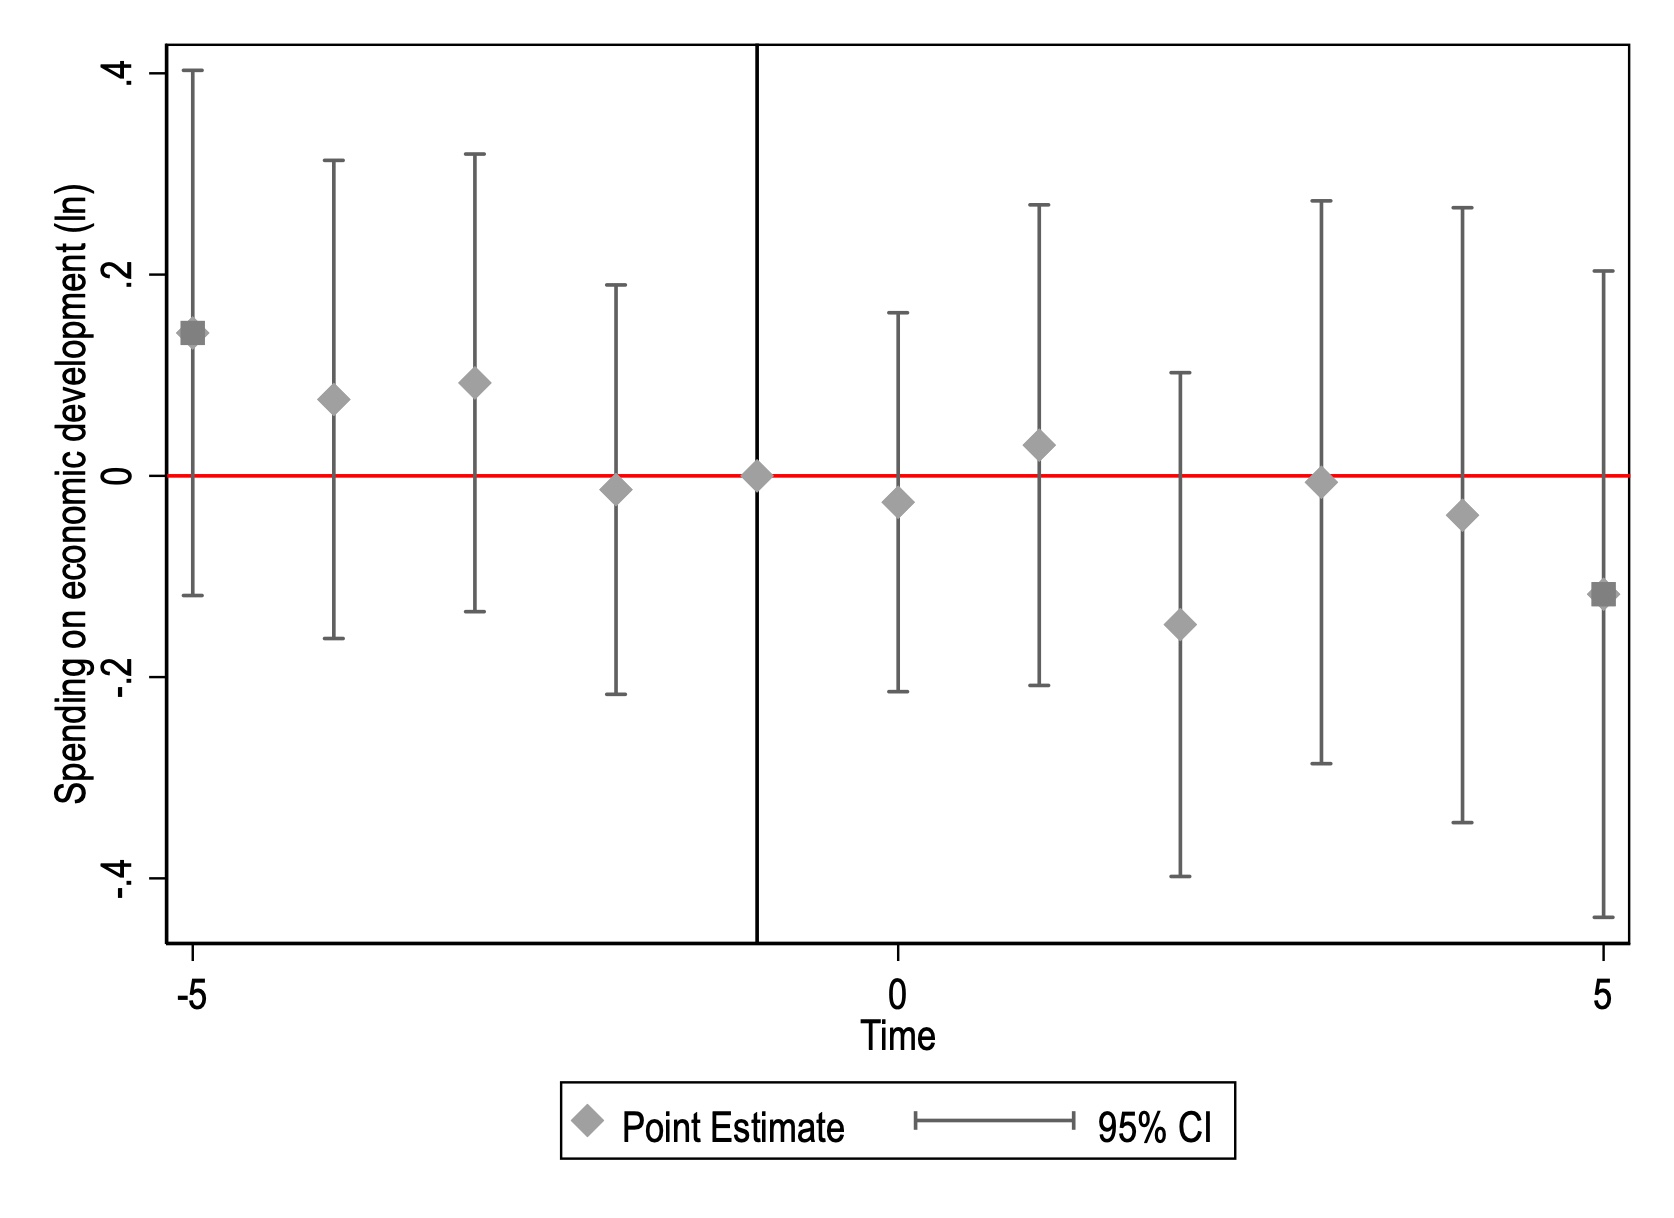 Spending on economic development (ln)
.4
.2
0
-.2
-.4
-5 0 5
Time
Point Estimate 95% CI